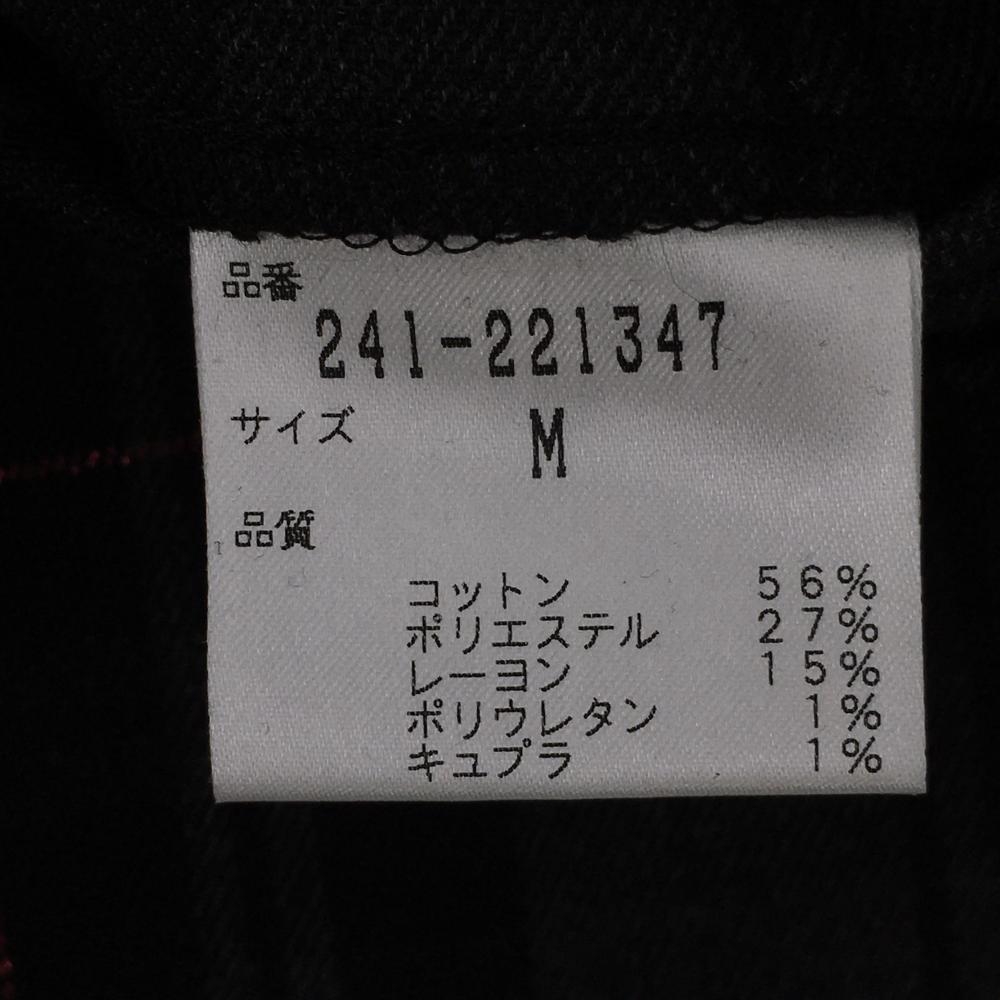 品番
241-221347
サイズ M
品質
コットン 56%
ポリエステル 27%
レーヨン 15%
ポリウレタン 1%
キュプラ 1%